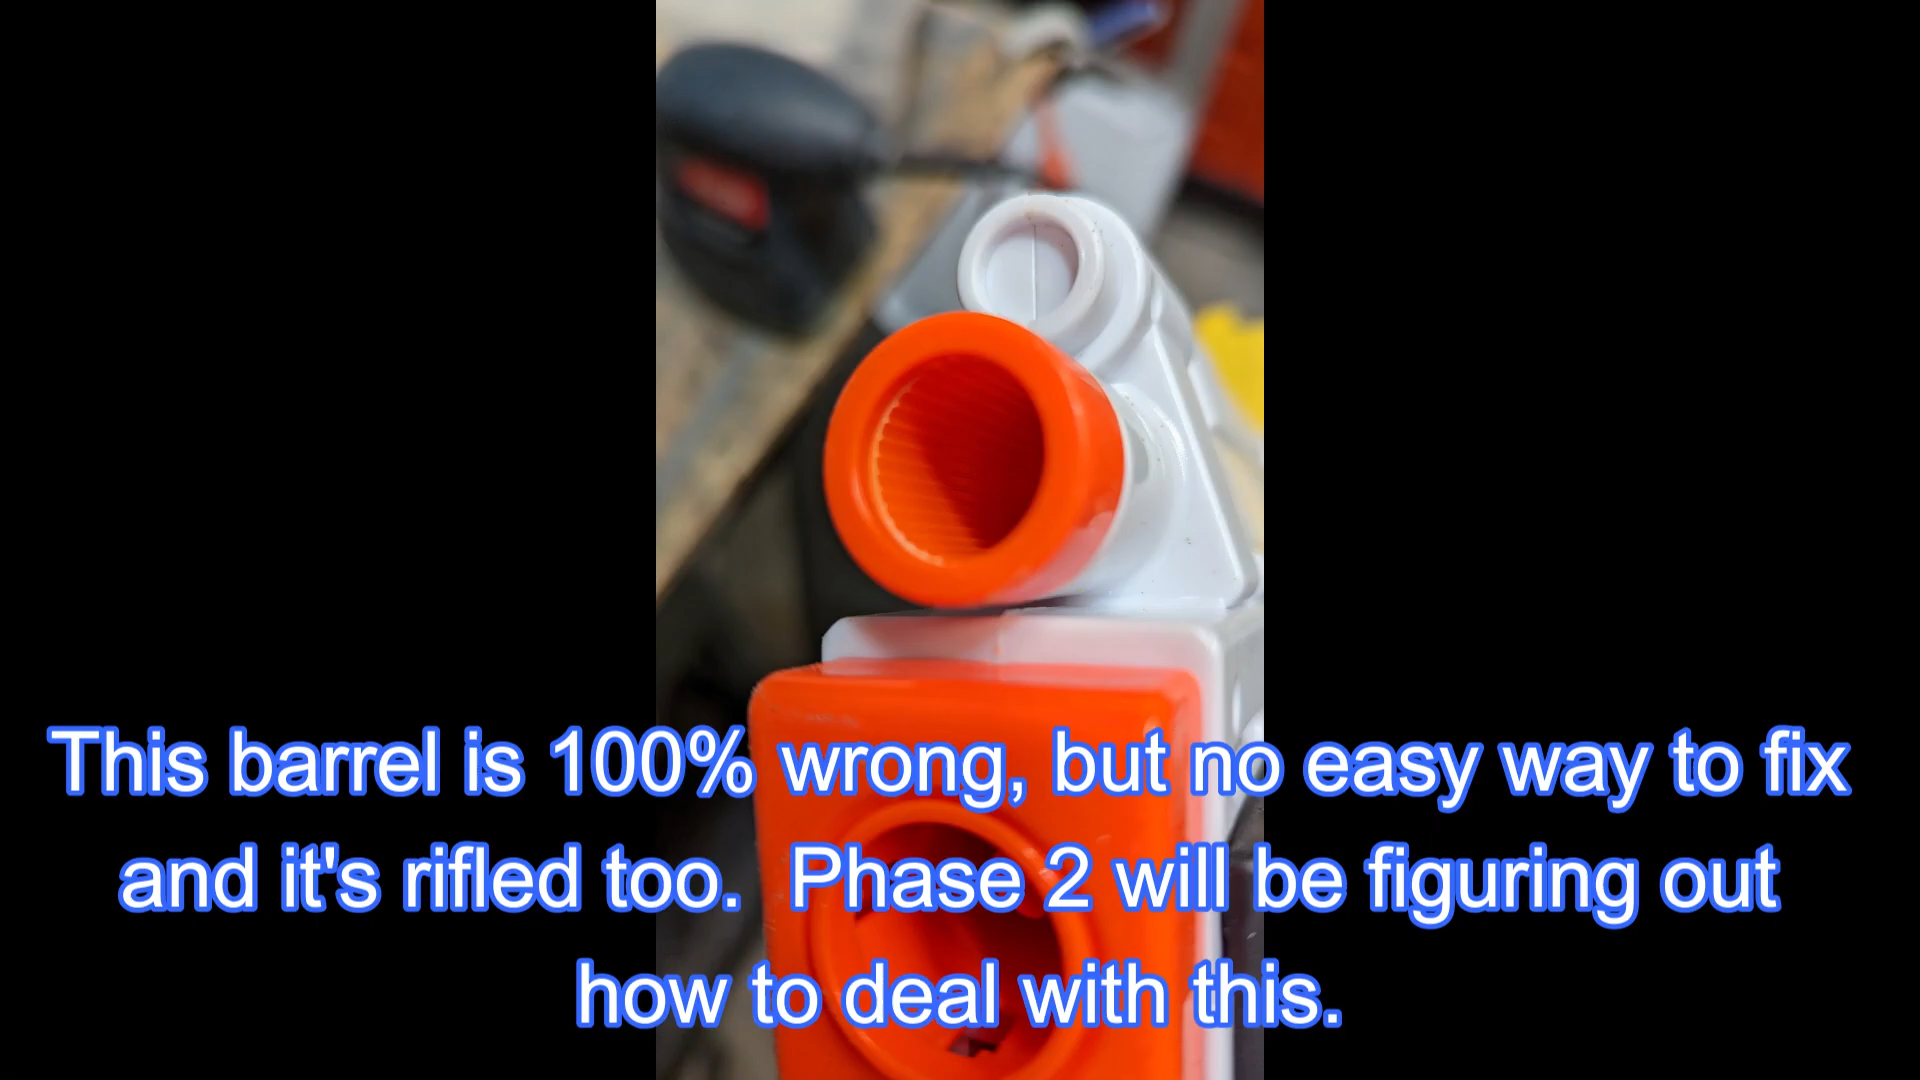 This barrel is 100% wrong, but no easy way to fix
and it's rifled too.  Phase 2 will be figuring out
how to deal with this.